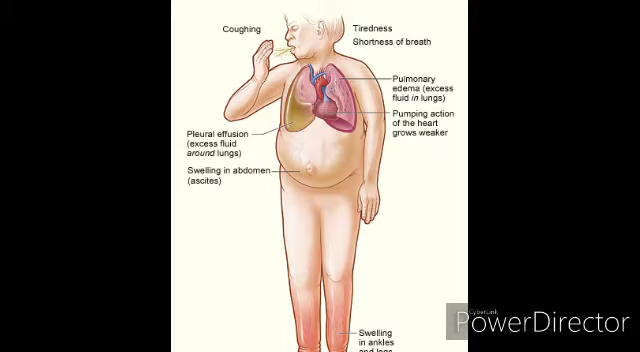 Coughing
Tiredness
Shortness of breath
Pulmonary
edema (excess
fluid in lungs)
Pumping action
of the heart
grows weaker
Pleural effusion
(excess fluid
around lungs)
Swelling in abdomen
(ascites)
Swelling
in ankles
and legs
CyberLink
PowerDirector